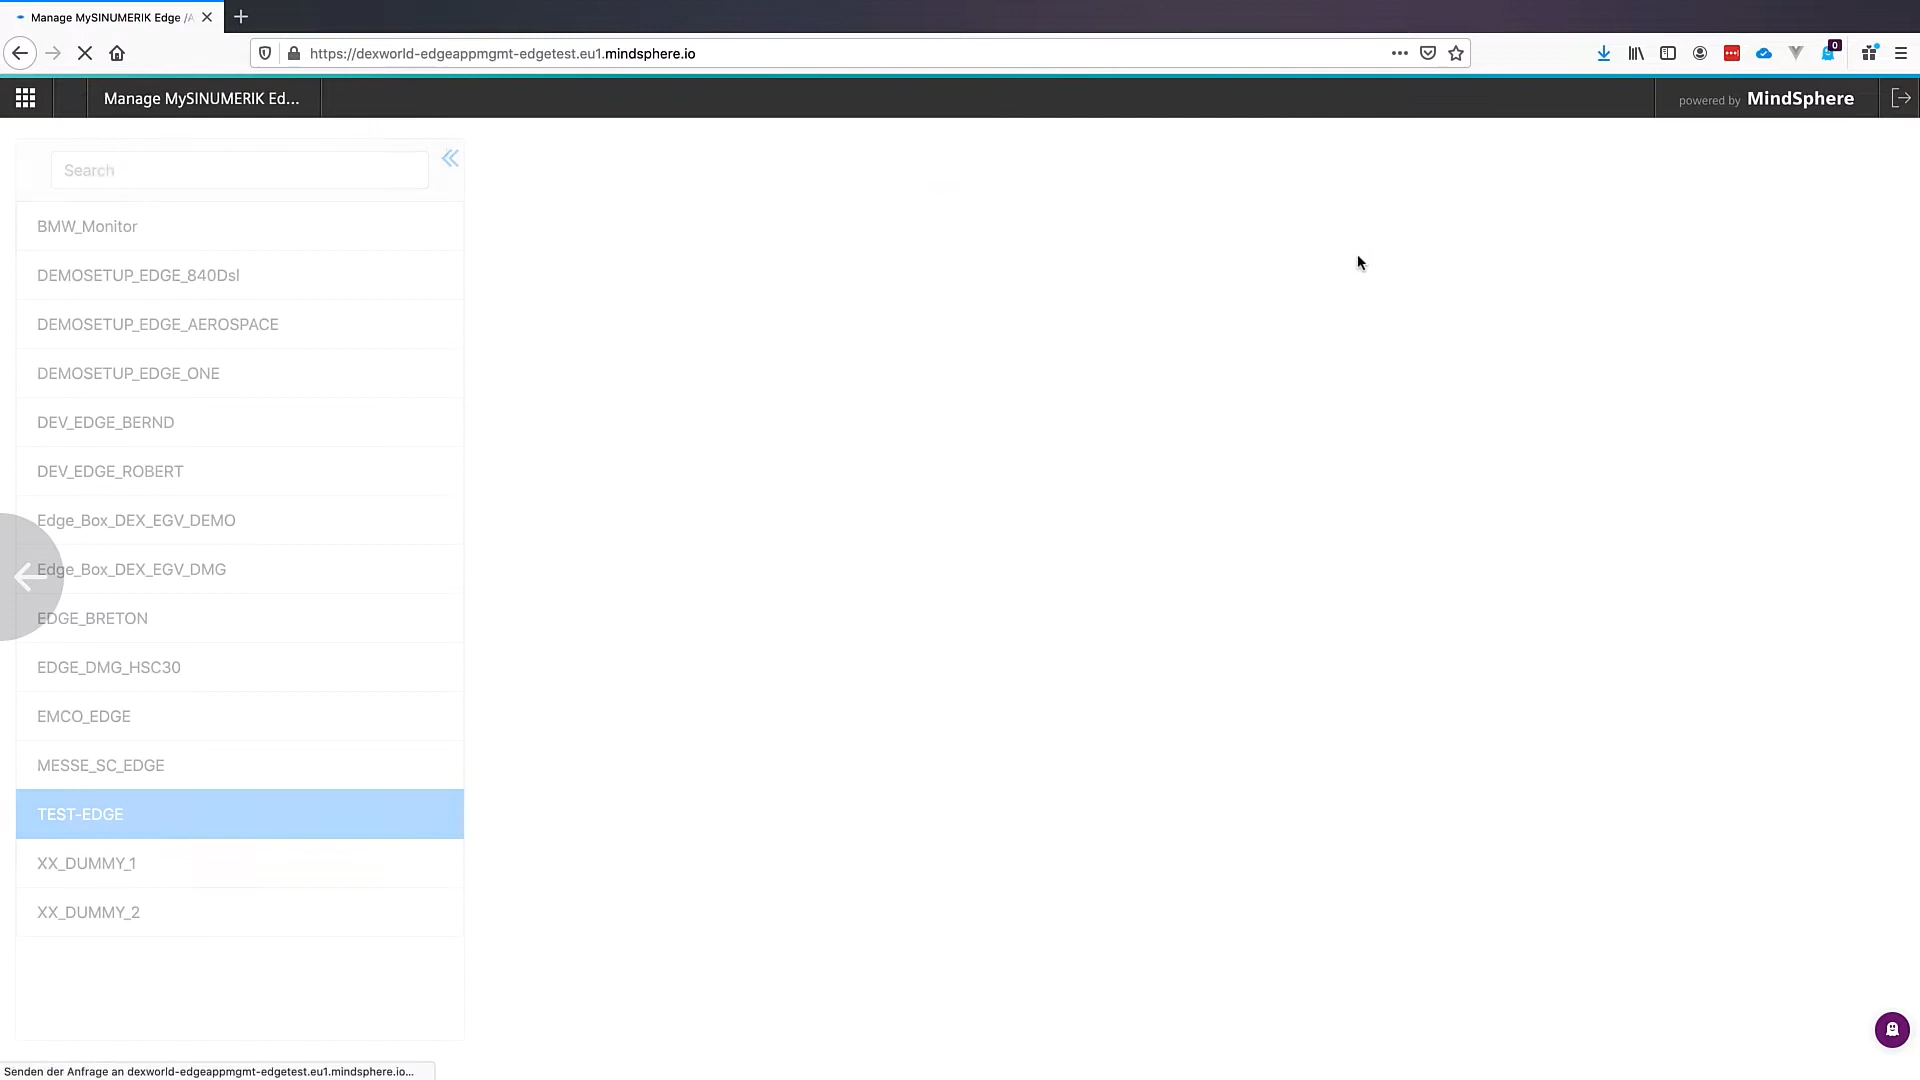 Manage MySINUMERIK Edge /A
https://dexworld-edgeappmgmt-edgetest.eu1.mindsphere.io
0
Manage MySINUMERIK Ed...
powered by MindSphere
Search
BMW_Monitor
DEMOSETUP_EDGE_840Dsl
DEMOSETUP_EDGE_AEROSPACE
DEMOSETUP_EDGE_ONE
DEV_EDGE_BERND
DEV_EDGE_ROBERT
Edge_Box_DEX_EGV_DEMO
Edge_Box_DEX_EGV_DMG
EDGE_BRETON
EDGE_DMG_HSC30
EMCO_EDGE
MESSE_SC_EDGE
TEST-EDGE
XX_DUMMY_1
XX_DUMMY_2
Senden der Anfrage an dexworld-edgeappmgmt-edgetest.eu1.mindsphere.io...